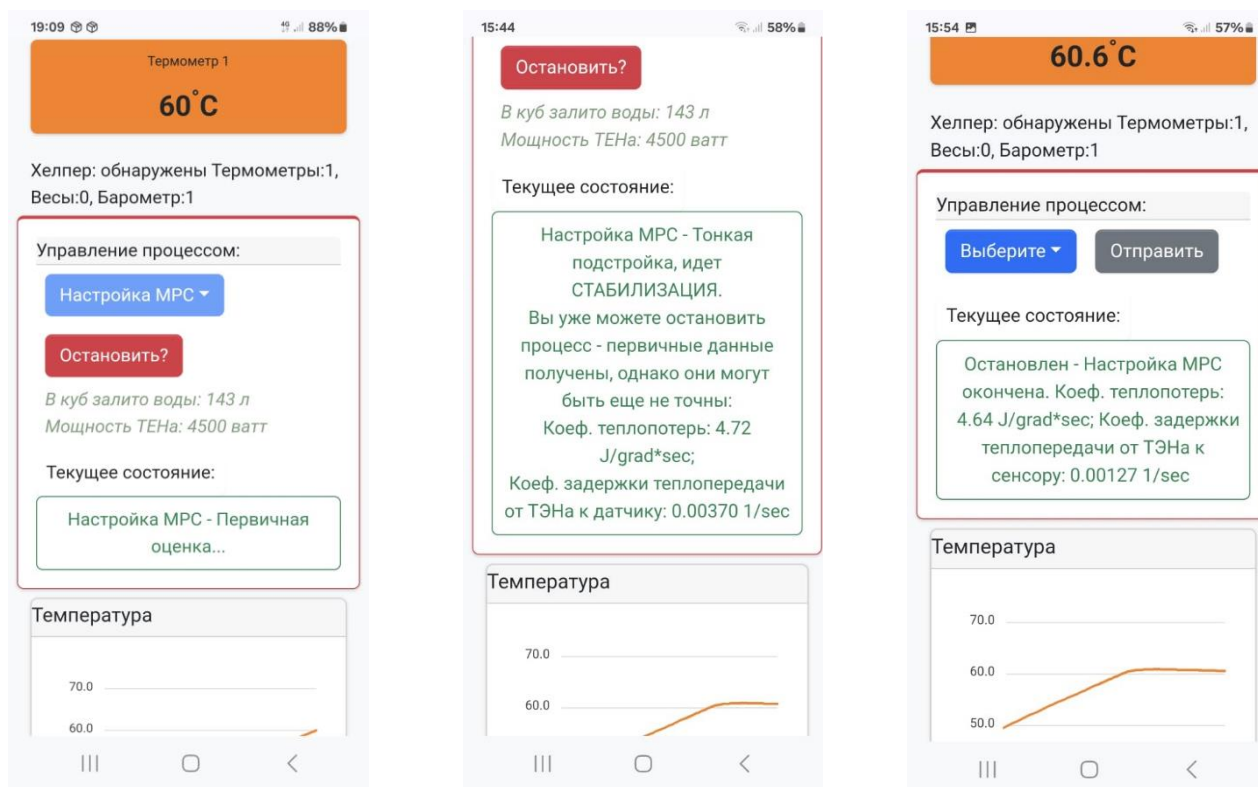 19:09
4G
88%
Термометр 1
60°C
Хелпер: обнаружены Термометры:1,
Весы:0, Барометр:1
Управление процессом:
Настройка МРС
Остановить?
В куб залито воды: 143 л
Мощность ТЕНа: 4500 ватт
Текущее состояние:
Настройка МРС - Первичная
оценка...
Температура
70.0
60.0
15:44
58%
Остановить?
В куб залито воды: 143 л
Мощность ТЕНа: 4500 ватт
Текущее состояние:
Настройка МРС - Тонкая
подстройка, идет
СТАБИЛИЗАЦИЯ.
Вы уже можете остановить
процесс - первичные данные
получены, однако они могут
быть еще не точны:
Коеф. теплопотерь: 4.72
J/grad*sec;
Коеф. задержки теплопередачи
от ТЭНа к датчику: 0.00370 1/sec
Температура
70.0
60.0
15:54
57%
60.6°C
Хелпер: обнаружены Термометры:1,
Весы:0, Барометр:1
Управление процессом:
Выберите
Отправить
Текущее состояние:
Остановлен - Настройка МРС
окончена. Коеф. теплопотерь:
4.64 J/grad*sec; Коеф. задержки
теплопередачи от ТЭНа к
сенсору: 0.00127 1/sec
Температура
70.0
60.0
50.0